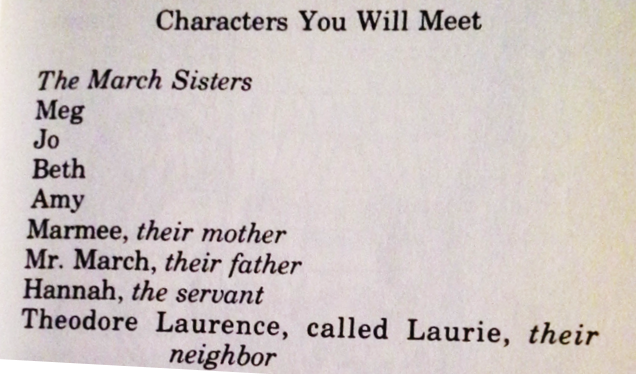 Characters You Will Meet
The March Sisters
Meg
Jo
Beth
Amy
Marmee, their mother
Mr. March, their father
Hannah, the servant
Theodore Laurence, called Laurie, their
neighbor